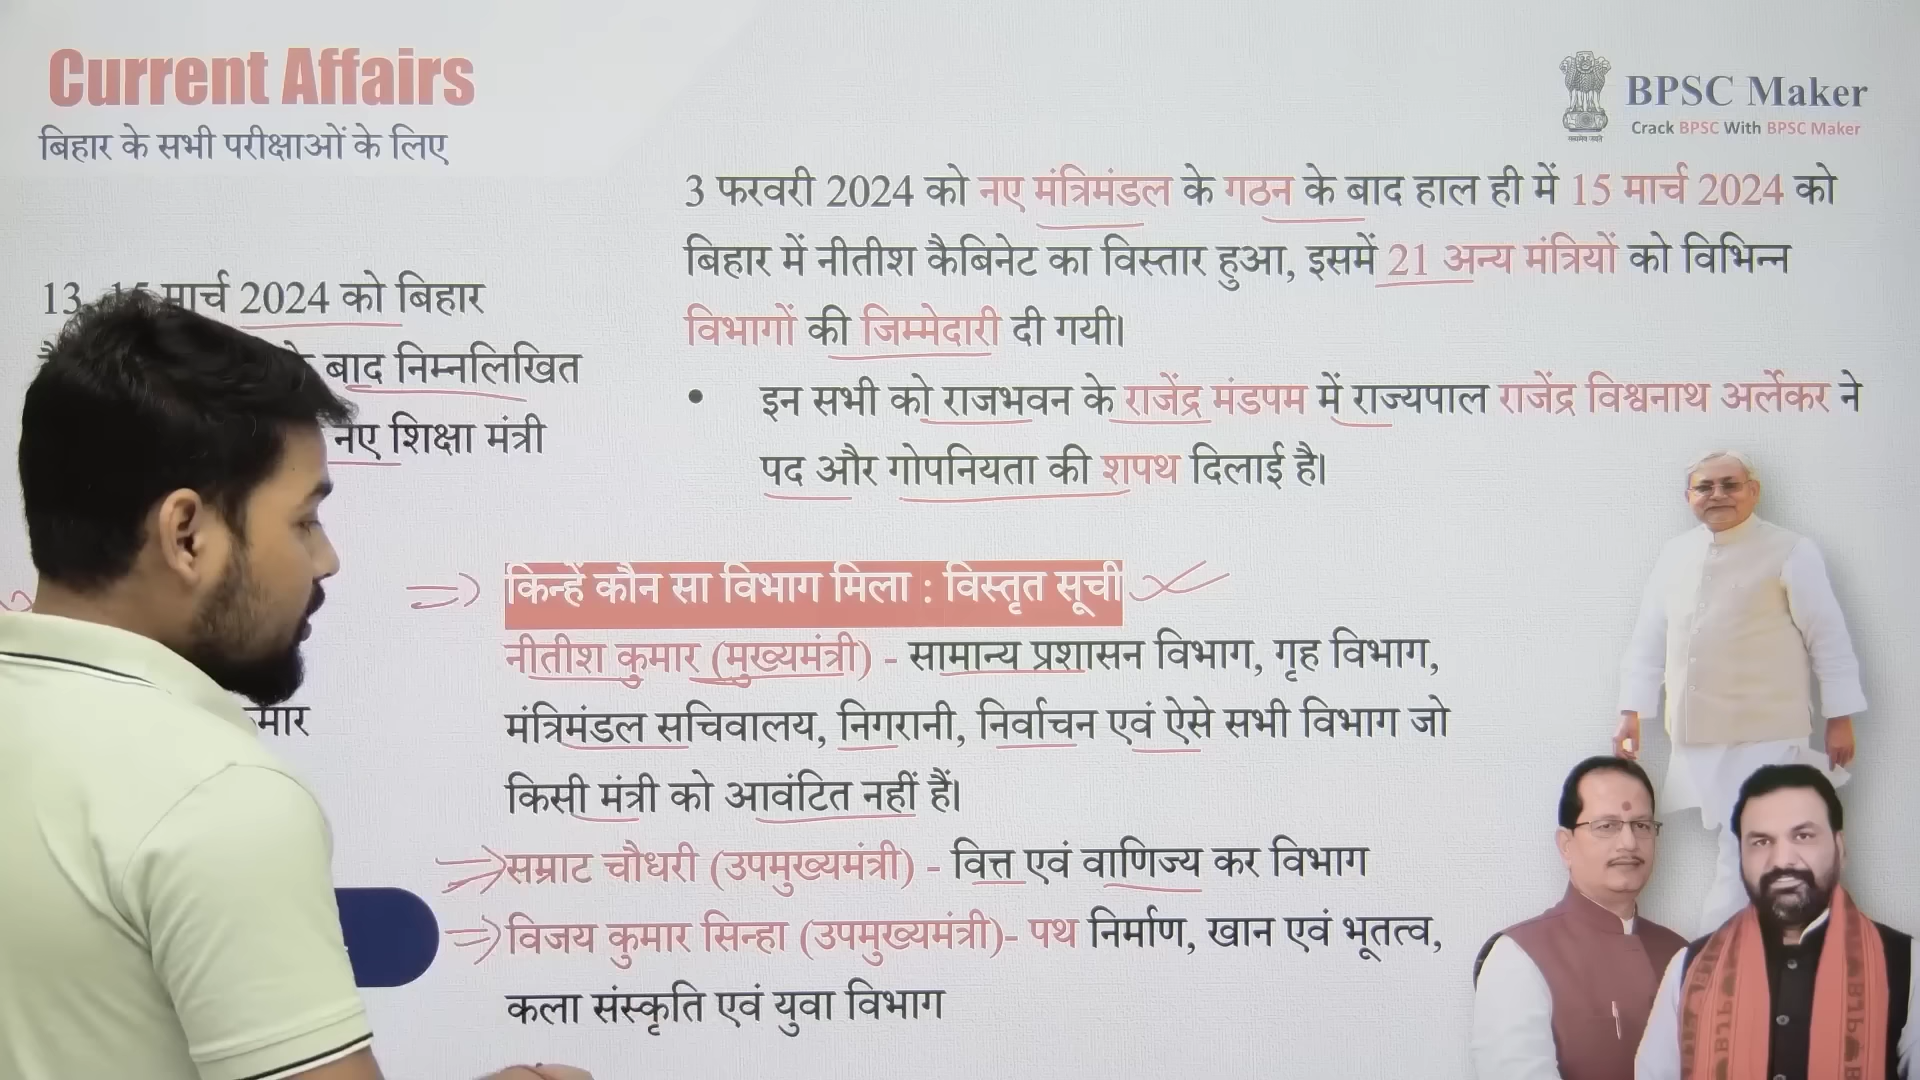 Current Affairs
बिहार के सभी परीक्षाओं के लिए
BPSC Maker
Crack BPSC With BPSC Maker
13. 15 मार्च 2024 को बिहार
बाद निम्नलिखित
नए शिक्षा मंत्री
3 फरवरी 2024 को नए मंत्रिमंडल के गठन के बाद हाल ही में 15 मार्च 2024 को
बिहार में नीतीश कैबिनेट का विस्तार हुआ, इसमें 21 अन्य मंत्रियों को विभिन्न
विभागों की जिम्मेदारी दी गयी।
• इन सभी को राजभवन के राजेंद्र मंडपम में राज्यपाल राजेंद्र विश्वनाथ अर्लेकर ने
पद और गोपनियता की शपथ दिलाई है।
किन्हें कौन सा विभाग मिला : विस्तृत सूची
नीतीश कुमार (मुख्यमंत्री) - सामान्य प्रशासन विभाग, गृह विभाग,
मंत्रिमंडल सचिवालय, निगरानी, निर्वाचन एवं ऐसे सभी विभाग जो
किसी मंत्री को आवंटित नहीं हैं।
सम्राट चौधरी (उपमुख्यमंत्री) - वित्त एवं वाणिज्य कर विभाग
विजय कुमार सिन्हा (उपमुख्यमंत्री)- पथ निर्माण, खान एवं भूतत्व,
कला संस्कृति एवं युवा विभाग